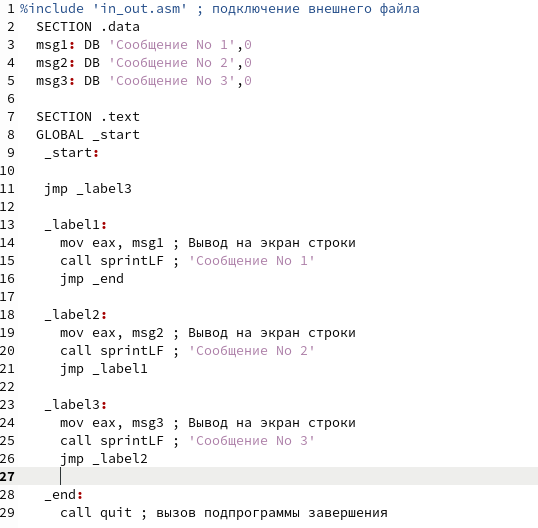 1 %include 'in_out.asm' ; подключение внешнего файла
2 SECTION .data
3 msg1: DB 'Сообщение No 1',0
4 msg2: DB 'Сообщение No 2',0
5 msg3: DB 'Сообщение No 3',0
6
7 SECTION .text
8 GLOBAL _start
9 _start:
10
11 jmp _label3
12
13 _label1:
14 mov eax, msg1 ; Вывод на экран строки
15 call sprintLF ; 'Сообщение No 1'
16 jmp _end
17
18 _label2:
19 mov eax, msg2 ; Вывод на экран строки
20 call sprintLF ; 'Сообщение No 2'
21 jmp _label1
22
23 _label3:
24 mov eax, msg3 ; Вывод на экран строки
25 call sprintLF ; 'Сообщение No 3'
26 jmp _label2
27
28 _end:
29 call quit ; вызов подпрограммы завершения